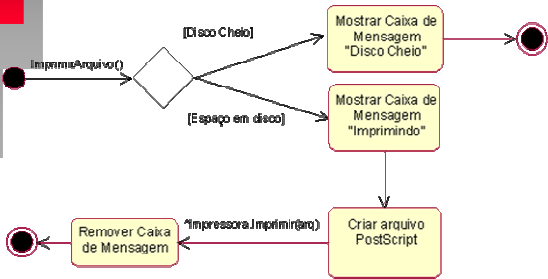 [Disco Cheio]
Mostrar Caixa de
Mensagem
"Disco Cheio"
ImprimirArquivo()
[Espaço em disco]
Mostrar Caixa de
Mensagem
"Imprimindo"
^Impressora.Imprimir(arq)
Remover Caixa
de Mensagem
Criar arquivo
PostScript